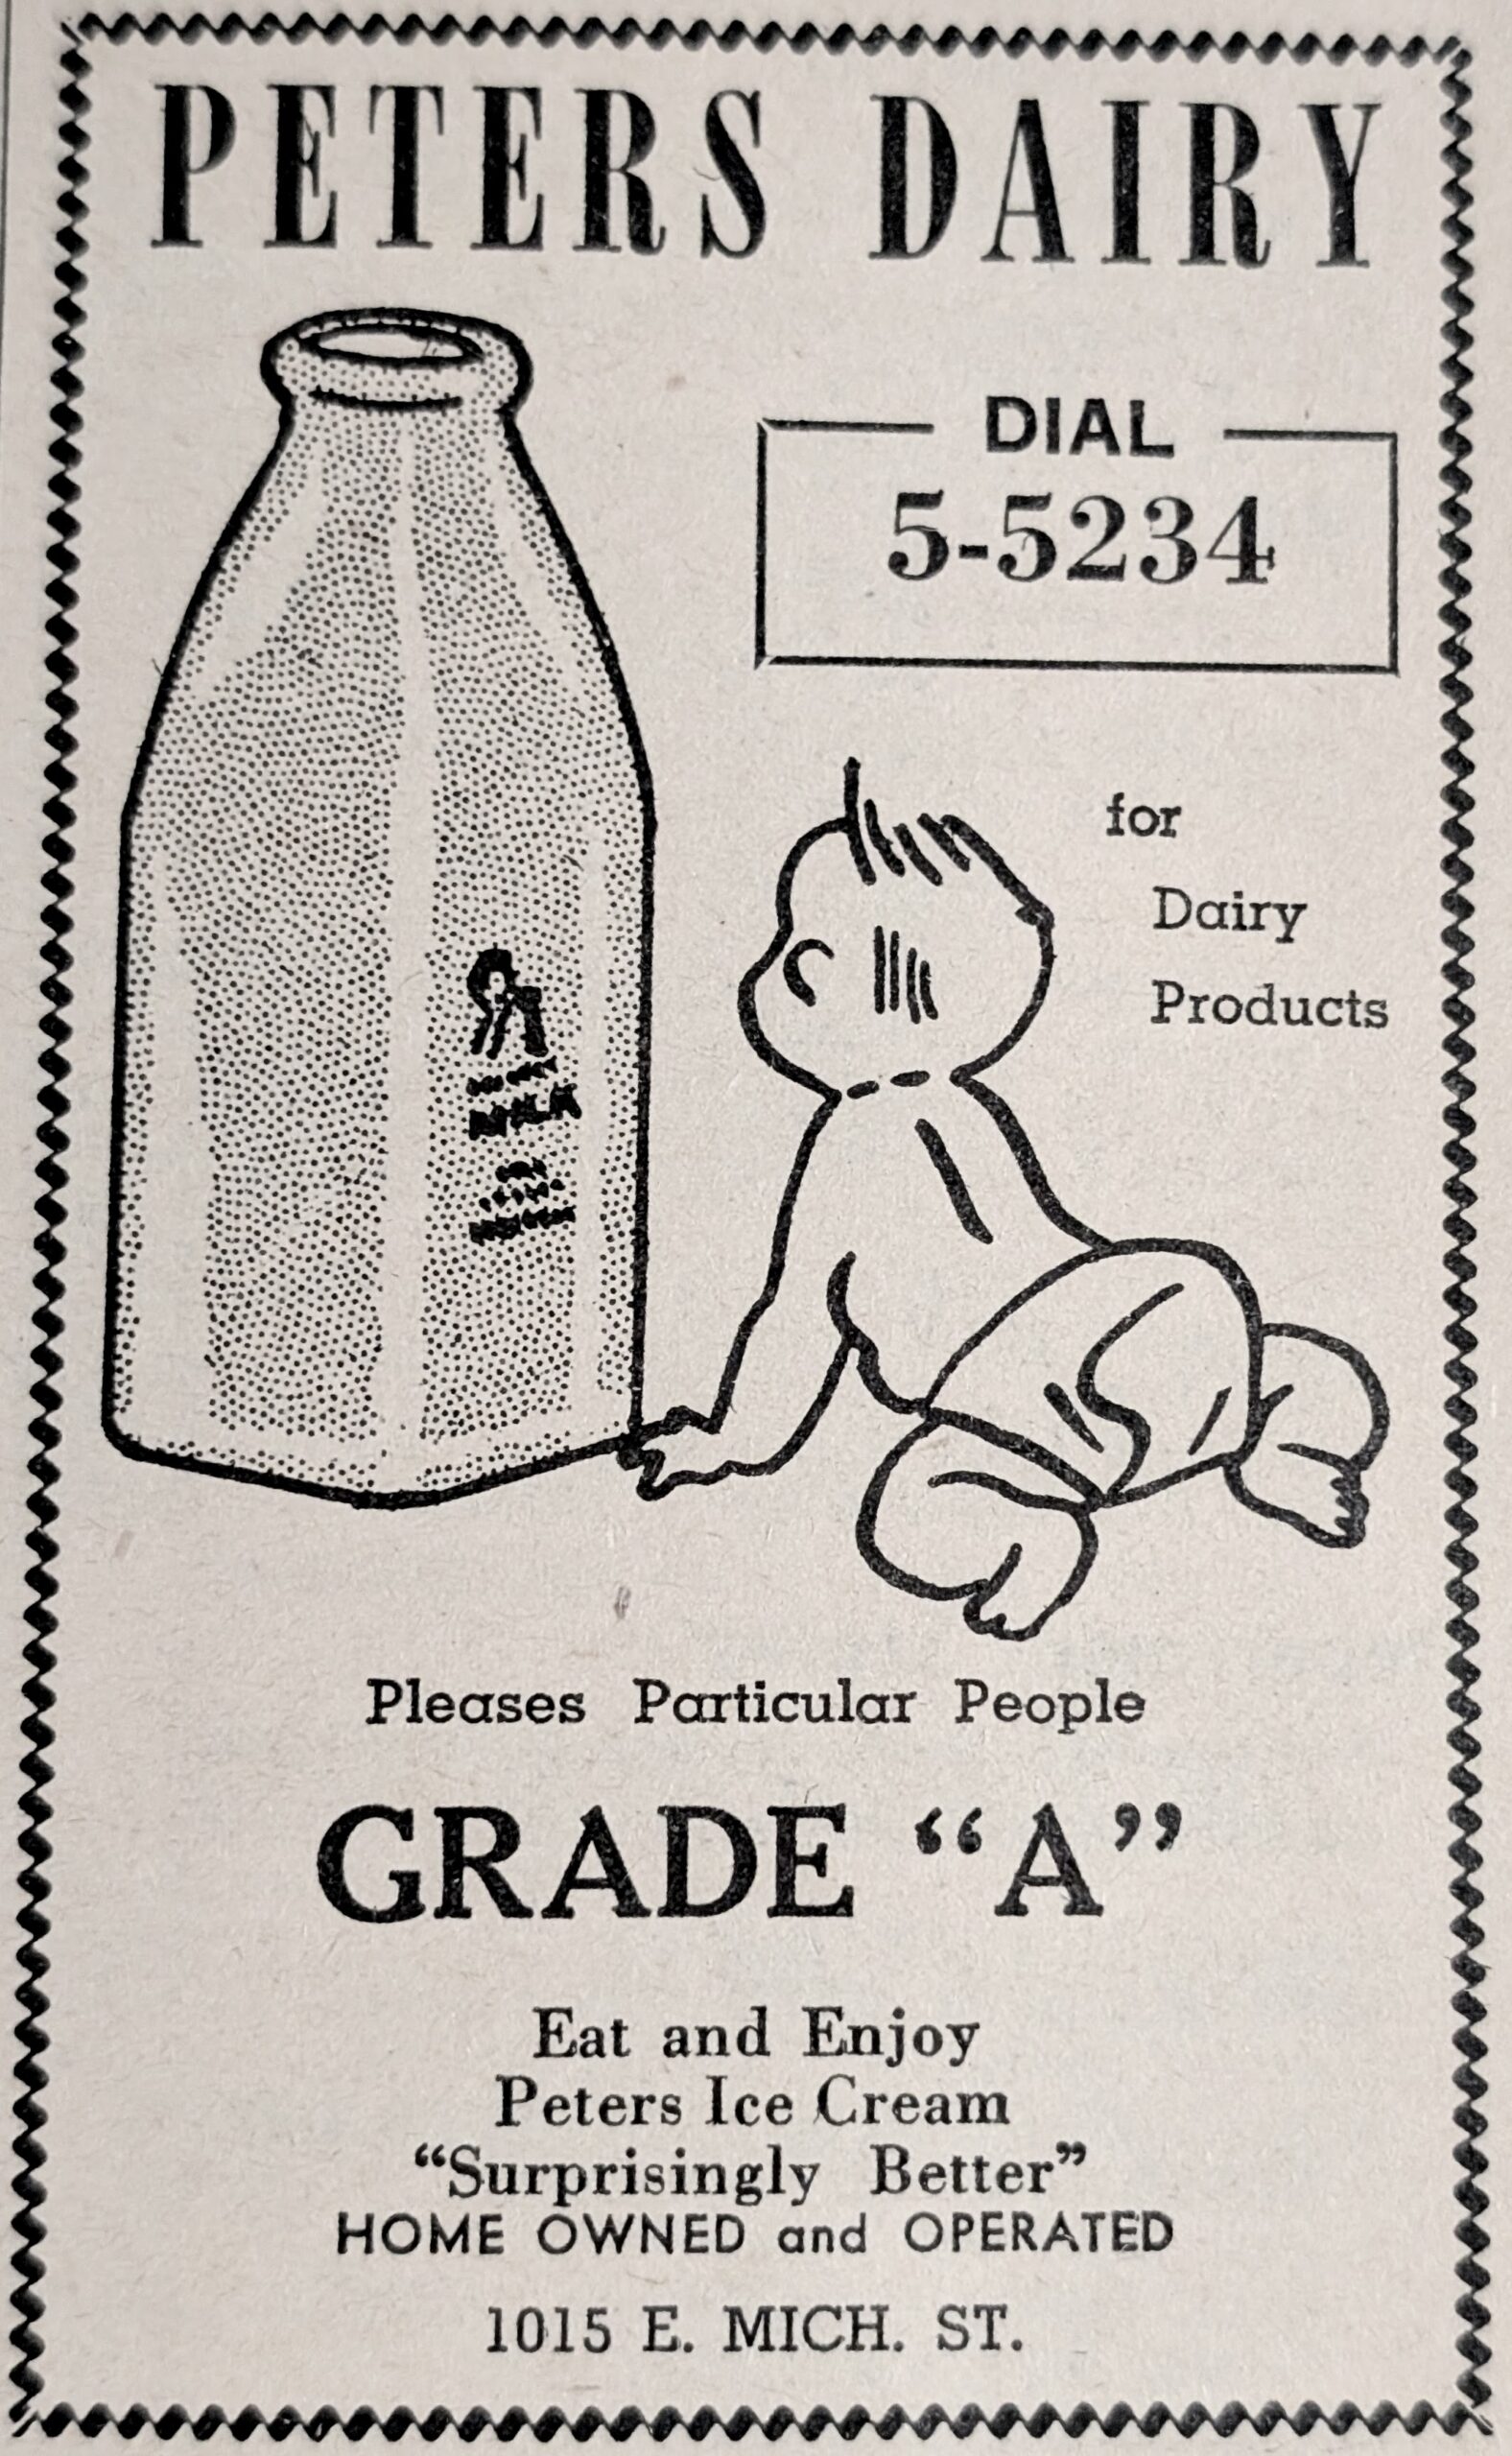 PETERS DAIRY
DIAL
5-5234
for
Dairy
Products
MILK
Pleases Particular People
GRADE “A”
Eat and Enjoy
Peters Ice Cream
“Surprisingly Better”
HOME OWNED and OPERATED
1015 E. MICH. ST.